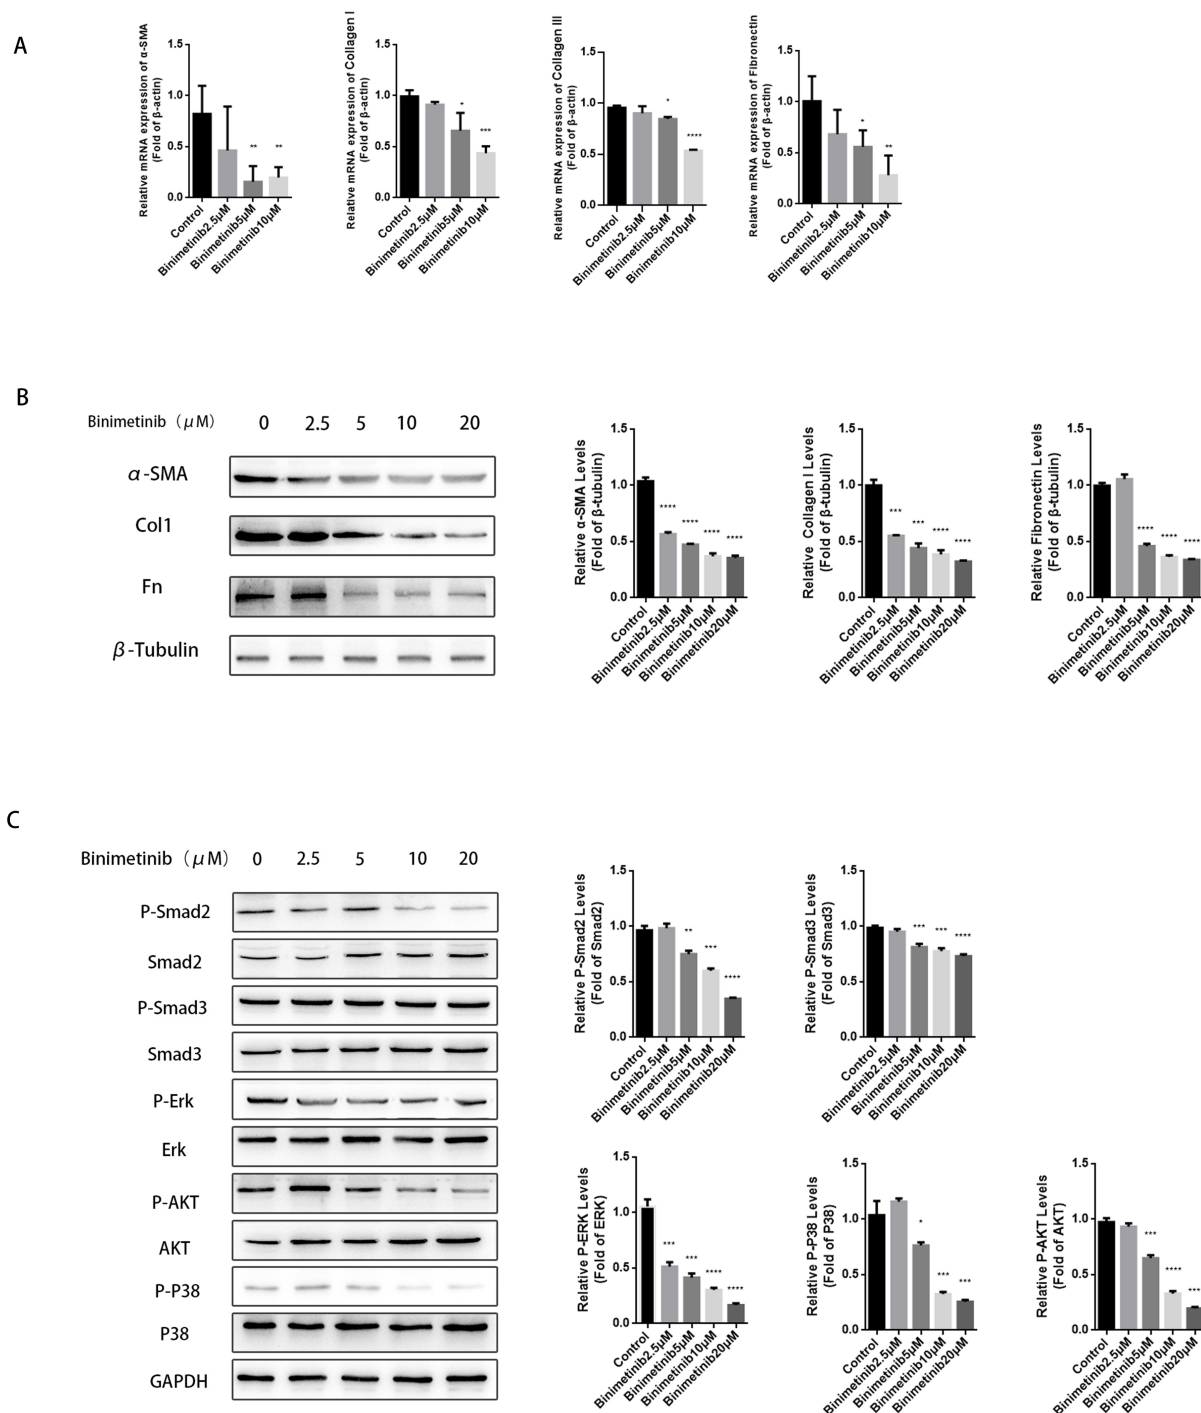 A
Relative mRNA expression of α-SMA
(Fold of β-actin)
1.5
1.0
0.5
0.0
Control
Binimetinib2.5μM
Binimetinib5μM
Binimetinib10μM
**
**
Relative mRNA expression of Collagen I
(Fold of β-actin)
1.5
1.0
0.5
0.0
Control
Binimetinib2.5μM
Binimetinib5μM
Binimetinib10μM
*
***
Relative mRNA expression of Collagen III
(Fold of β-actin)
1.5
1.0
0.5
0.0
Control
Binimetinib2.5μM
Binimetinib5μM
Binimetinib10μM
*
****
Relative mRNA expression of Fibronectin
(Fold of β-actin)
1.5
1.0
0.5
0.0
Control
Binimetinib2.5μM
Binimetinib5μM
Binimetinib10μM
*
**
B
Binimetinib（μM） 0 2.5 5 10 20
α-SMA
Col1
Fn
β-Tubulin
Relative α-SMA Levels
(Fold of β-tubulin)
1.5
1.0
0.5
0.0
****
****
****
****
Control
Binimetinib2.5μM
Binimetinib5μM
Binimetinib10μM
Binimetinib20μM
Relative Collagen I Levels
(Fold of β-tubulin)
1.5
1.0
0.5
0.0
***
***
****
****
Control
Binimetinib2.5μM
Binimetinib5μM
Binimetinib10μM
Binimetinib20μM
Relative Fibronectin Levels
(Fold of β-tubulin)
1.5
1.0
0.5
0.0
****
****
****
Control
Binimetinib2.5μM
Binimetinib5μM
Binimetinib10μM
Binimetinib20μM
C
Binimetinib（μM） 0 2.5 5 10 20
P-Smad2
Smad2
P-Smad3
Smad3
P-Erk
Erk
P-AKT
AKT
P-P38
P38
GAPDH
Relative P-Smad2 Levels
(Fold of Smad2)
1.5
1.0
0.5
0.0
**
***
****
Control
Binimetinib2.5μM
Binimetinib5μM
Binimetinib10μM
Binimetinib20μM
Relative P-Smad3 Levels
(Fold of Smad3)
1.5
1.0
0.5
0.0
***
***
****
Control
Binimetinib2.5μM
Binimetinib5μM
Binimetinib10μM
Binimetinib20μM
Relative P-ERK Levels
(Fold of ERK)
1.5
1.0
0.5
0.0
***
***
****
****
Control
Binimetinib2.5μM
Binimetinib5μM
Binimetinib10μM
Binimetinib20μM
Relative P-P38 Levels
(Fold of P38)
1.5
1.0
0.5
0.0
*
***
***
Control
Binimetinib2.5μM
Binimetinib5μM
Binimetinib10μM
Binimetinib20μM
Relative P-AKT Levels
(Fold of AKT)
1.5
1.0
0.5
0.0
***
****
***
Control
Binimetinib2.5μM
Binimetinib5μM
Binimetinib10μM
Binimetinib20μM